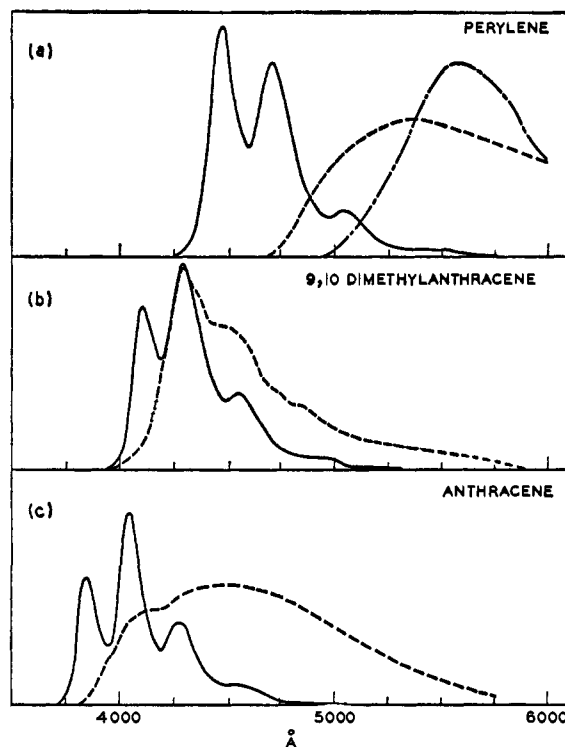 PERYLENE
(a)
9,10 DIMETHYLANTHRACENE
(b)
ANTHRACENE
(c)
4000 5000 6000
Å